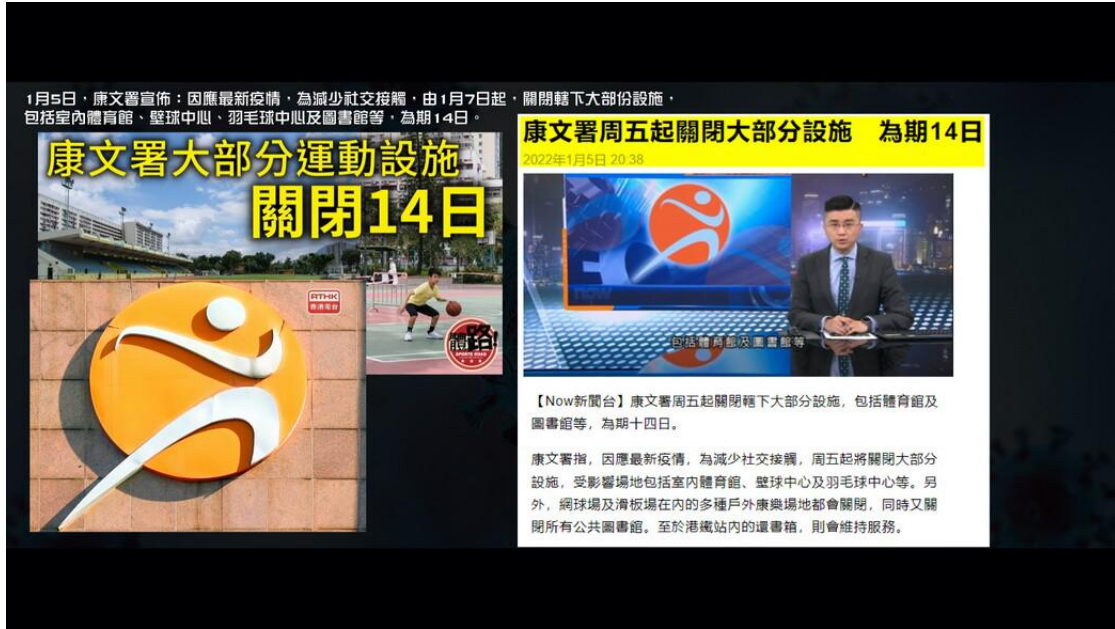 1月5日，康文署宣佈：因應最新疫情，為減少社交接觸，由1月7日起，關閉轄下大部份設施，
包括室內體育館、壁球中心、羽毛球中心及圖書館等，為期14日。
康文署大部分運動設施
關閉14日
RTHK
香港電台
體路!
SPORTS ROAD
康文署周五起關閉大部分設施　為期14日
2022年1月5日 20:38
now
包括體育館及圖書館等
【Now新聞台】康文署周五起關閉轄下大部分設施，包括體育館及
圖書館等，為期十四日。
康文署指，因應最新疫情，為減少社交接觸，周五起將關閉大部分
設施，受影響場地包括室內體育館、壁球中心及羽毛球中心等。另
外，網球場及滑板場在內的多種戶外康樂場地都會關閉，同時又關
閉所有公共圖書館。至於港鐵站內的還書箱，則會維持服務。